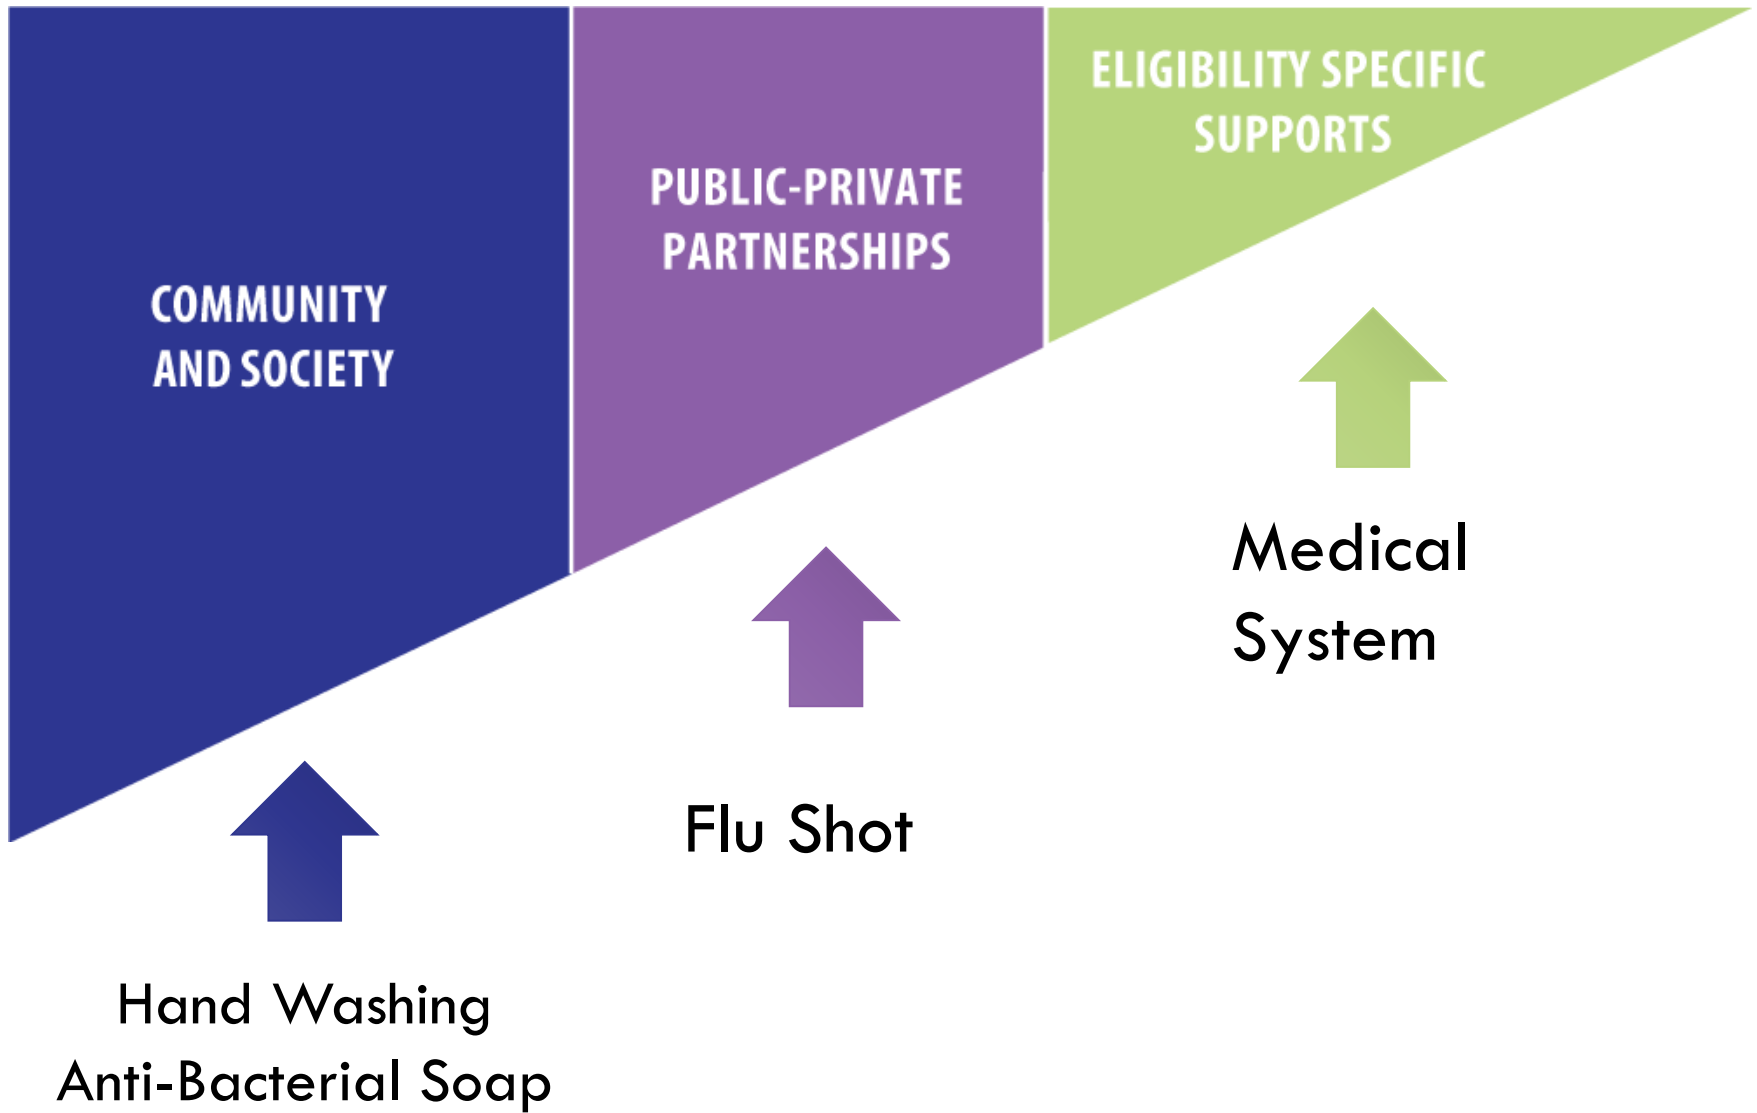 COMMUNITY
AND SOCIETY
PUBLIC-PRIVATE
PARTNERSHIPS
ELIGIBILITY SPECIFIC
SUPPORTS
Hand Washing
Anti-Bacterial Soap
Flu Shot
Medical
System